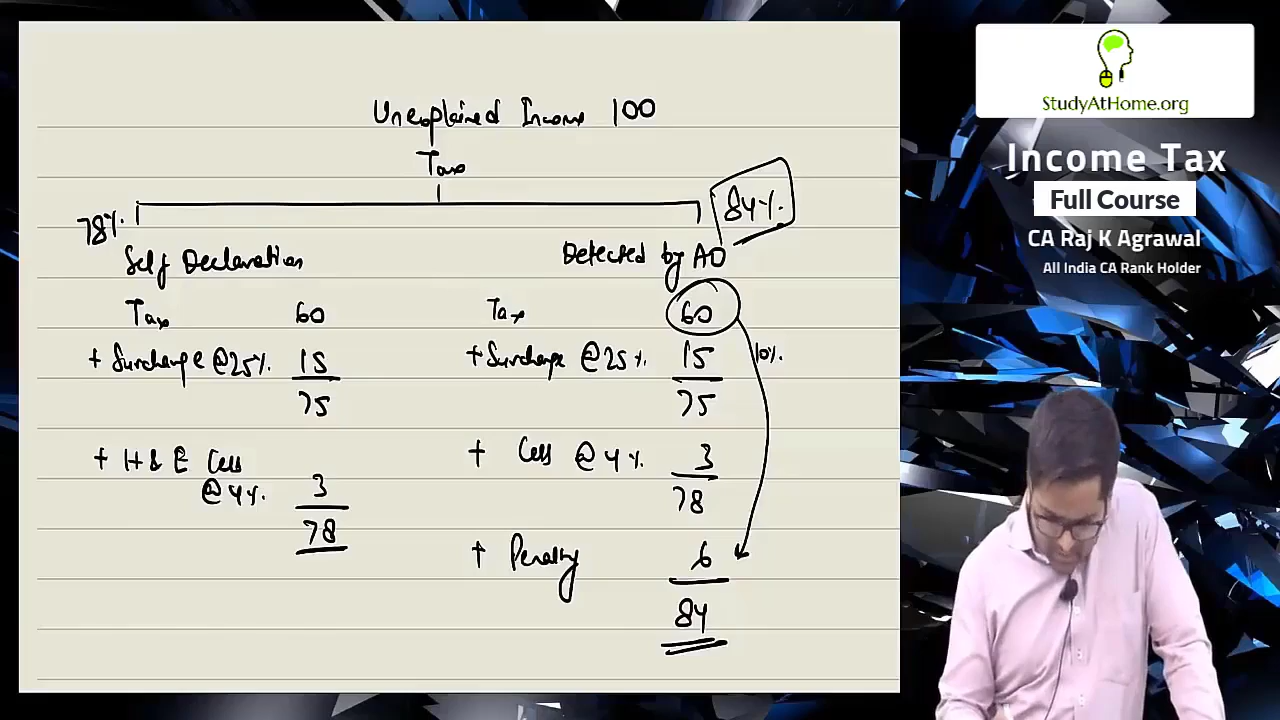 Unexplained Income 100
Tax
78%.
84%.
Self Declaration
Tax 60
+ Surcharge @25%. 15
75
+ H & E Cess
@4%. 3
78
Detected by AO
Tax 60
+ Surcharge @25%. 15
10%.
75
+ Cess @4%. 3
78
+ Penalty 6
84
StudyAtHome.org
Income Tax
Full Course
CA Raj K Agrawal
All India CA Rank Holder